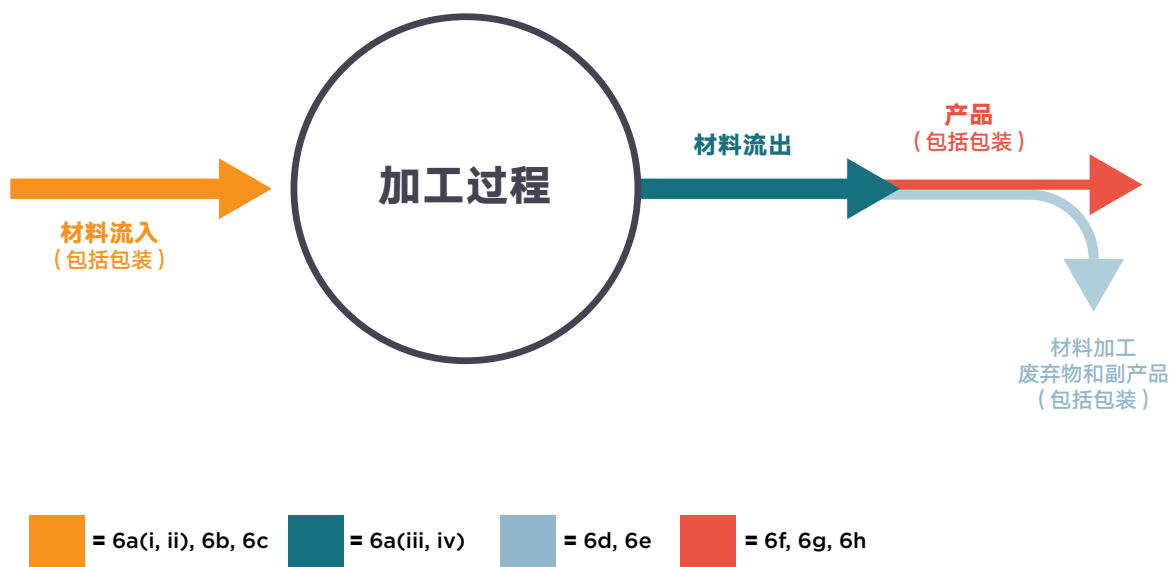 材料流入
（包括包装）
加工过程
材料流出
产品
（包括包装）
材料加工
废弃物和副产品
（包括包装）
= 6a(i, ii), 6b, 6c
= 6a(iii, iv)
= 6d, 6e
= 6f, 6g, 6h